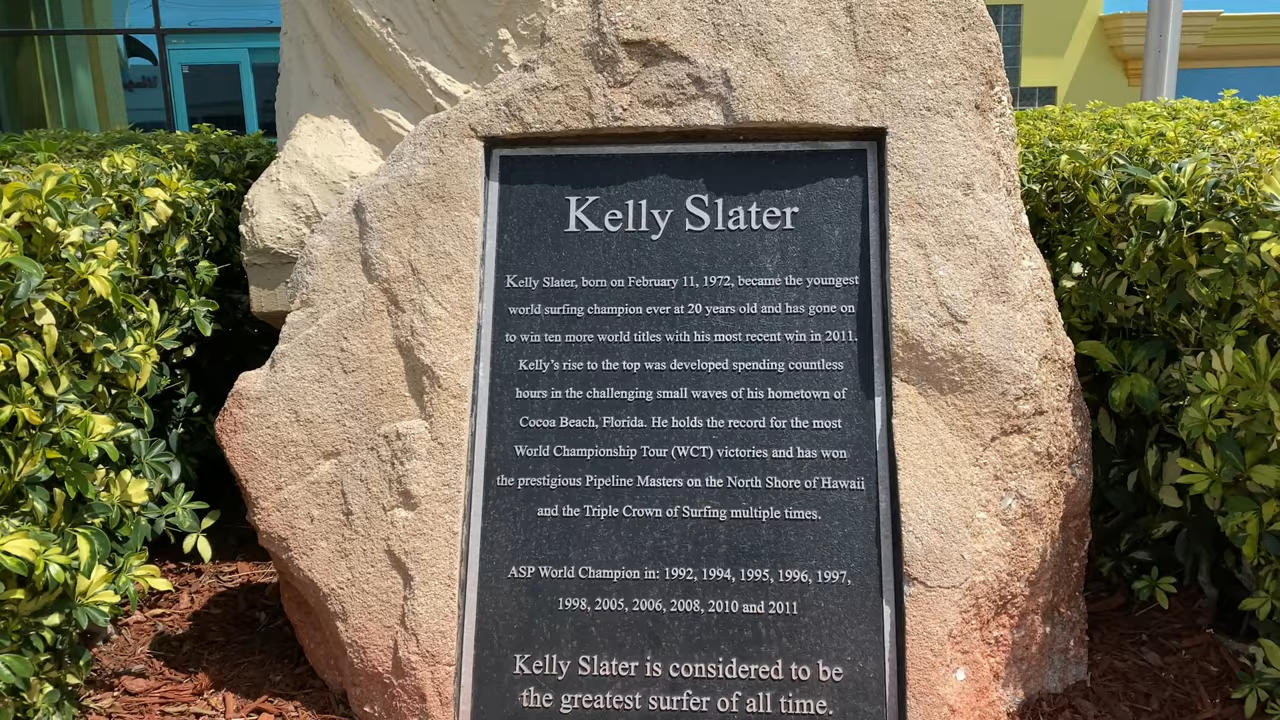 Kelly Slater
Kelly Slater, born on February 11, 1972, became the youngest
world surfing champion ever at 20 years old and has gone on
to win ten more world titles with his most recent win in 2011.
Kelly's rise to the top was developed spending countless
hours in the challenging small waves of his hometown of
Cocoa Beach, Florida. He holds the record for the most
World Championship Tour (WCT) victories and has won
the prestigious Pipeline Masters on the North Shore of Hawaii
and the Triple Crown of Surfing multiple times.
ASP World Champion in: 1992, 1994, 1995, 1996, 1997,
1998, 2005, 2006, 2008, 2010 and 2011
Kelly Slater is considered to be
the greatest surfer of all time.